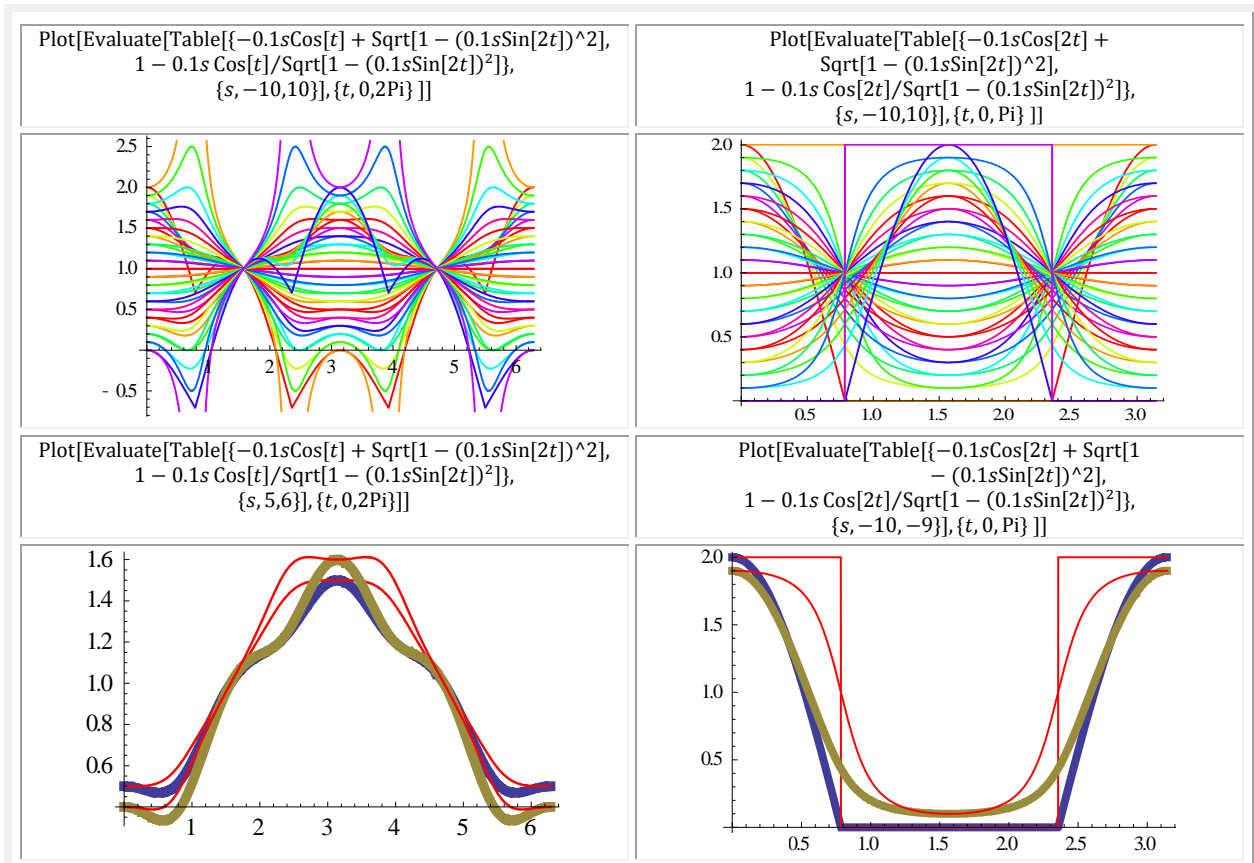 Plot[Evaluate[Table[{−0.1sCos[t] + Sqrt[1 − (0.1sSin[2t])^2],
1 − 0.1s Cos[t]/Sqrt[1 − (0.1sSin[2t])²]},
{s, −10,10}], {t, 0,2Pi} ]]
Plot[Evaluate[Table[{−0.1sCos[2t] +
Sqrt[1 − (0.1sSin[2t])^2],
1 − 0.1s Cos[2t]/Sqrt[1 − (0.1sSin[2t])²]},
{s, −10,10}], {t, 0, Pi} ]]
2.5
2.0
1.5
1.0
0.5
- 0.5
1 2 3 4 5 6
2.0
1.5
1.0
0.5
0.5 1.0 1.5 2.0 2.5 3.0
Plot[Evaluate[Table[{−0.1sCos[t] + Sqrt[1 − (0.1sSin[2t])^2],
1 − 0.1s Cos[t]/Sqrt[1 − (0.1sSin[2t])²]},
{s, 5,6}], {t, 0,2Pi}]]
Plot[Evaluate[Table[{−0.1sCos[2t] + Sqrt[1
− (0.1sSin[2t])^2],
1 − 0.1s Cos[2t]/Sqrt[1 − (0.1sSin[2t])²]},
{s, −10, −9}], {t, 0, Pi} ]]
1.6
1.4
1.2
1.0
0.8
0.6
1 2 3 4 5 6
2.0
1.5
1.0
0.5
0.5 1.0 1.5 2.0 2.5 3.0